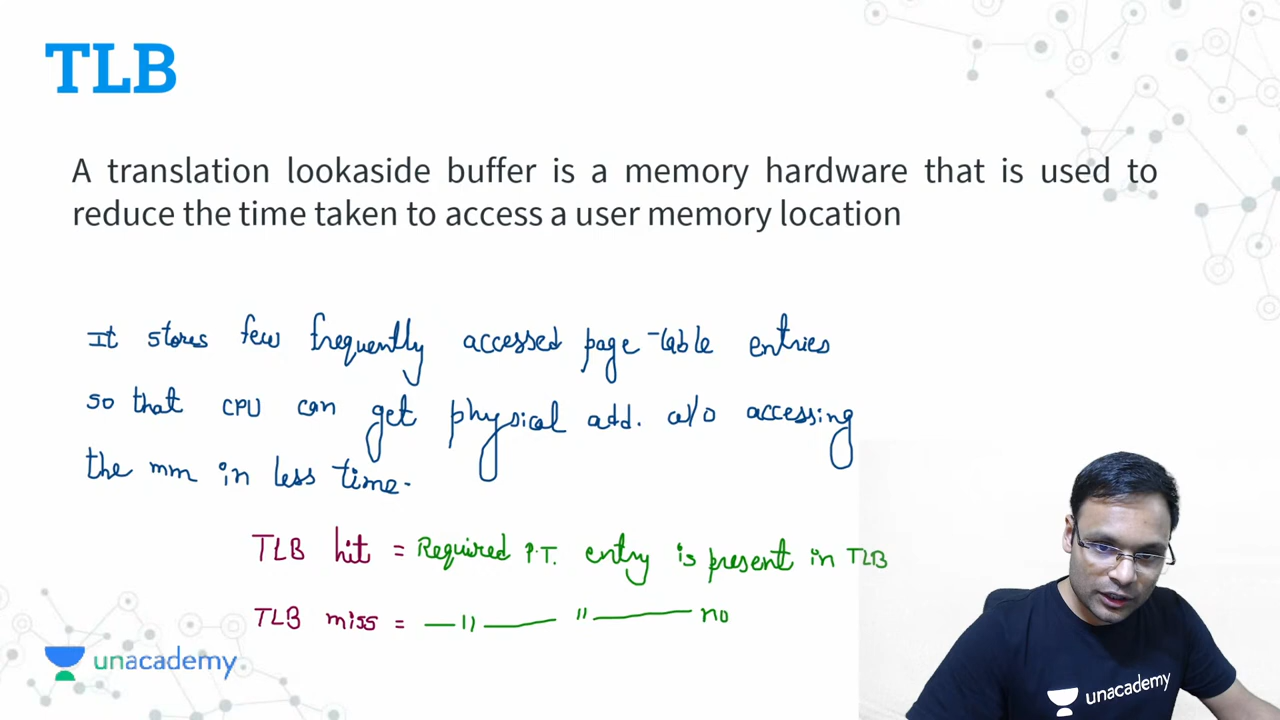 TLB
A translation lookaside buffer is a memory hardware that is used to
reduce the time taken to access a user memory location
It stores few frequently accessed page-table entries
so that CPU can get physical add. w/o accessing
the mm in less time.
TLB hit = Required P.T. entry is present in TLB
TLB miss = —"— "— no
unacademy
unacademy